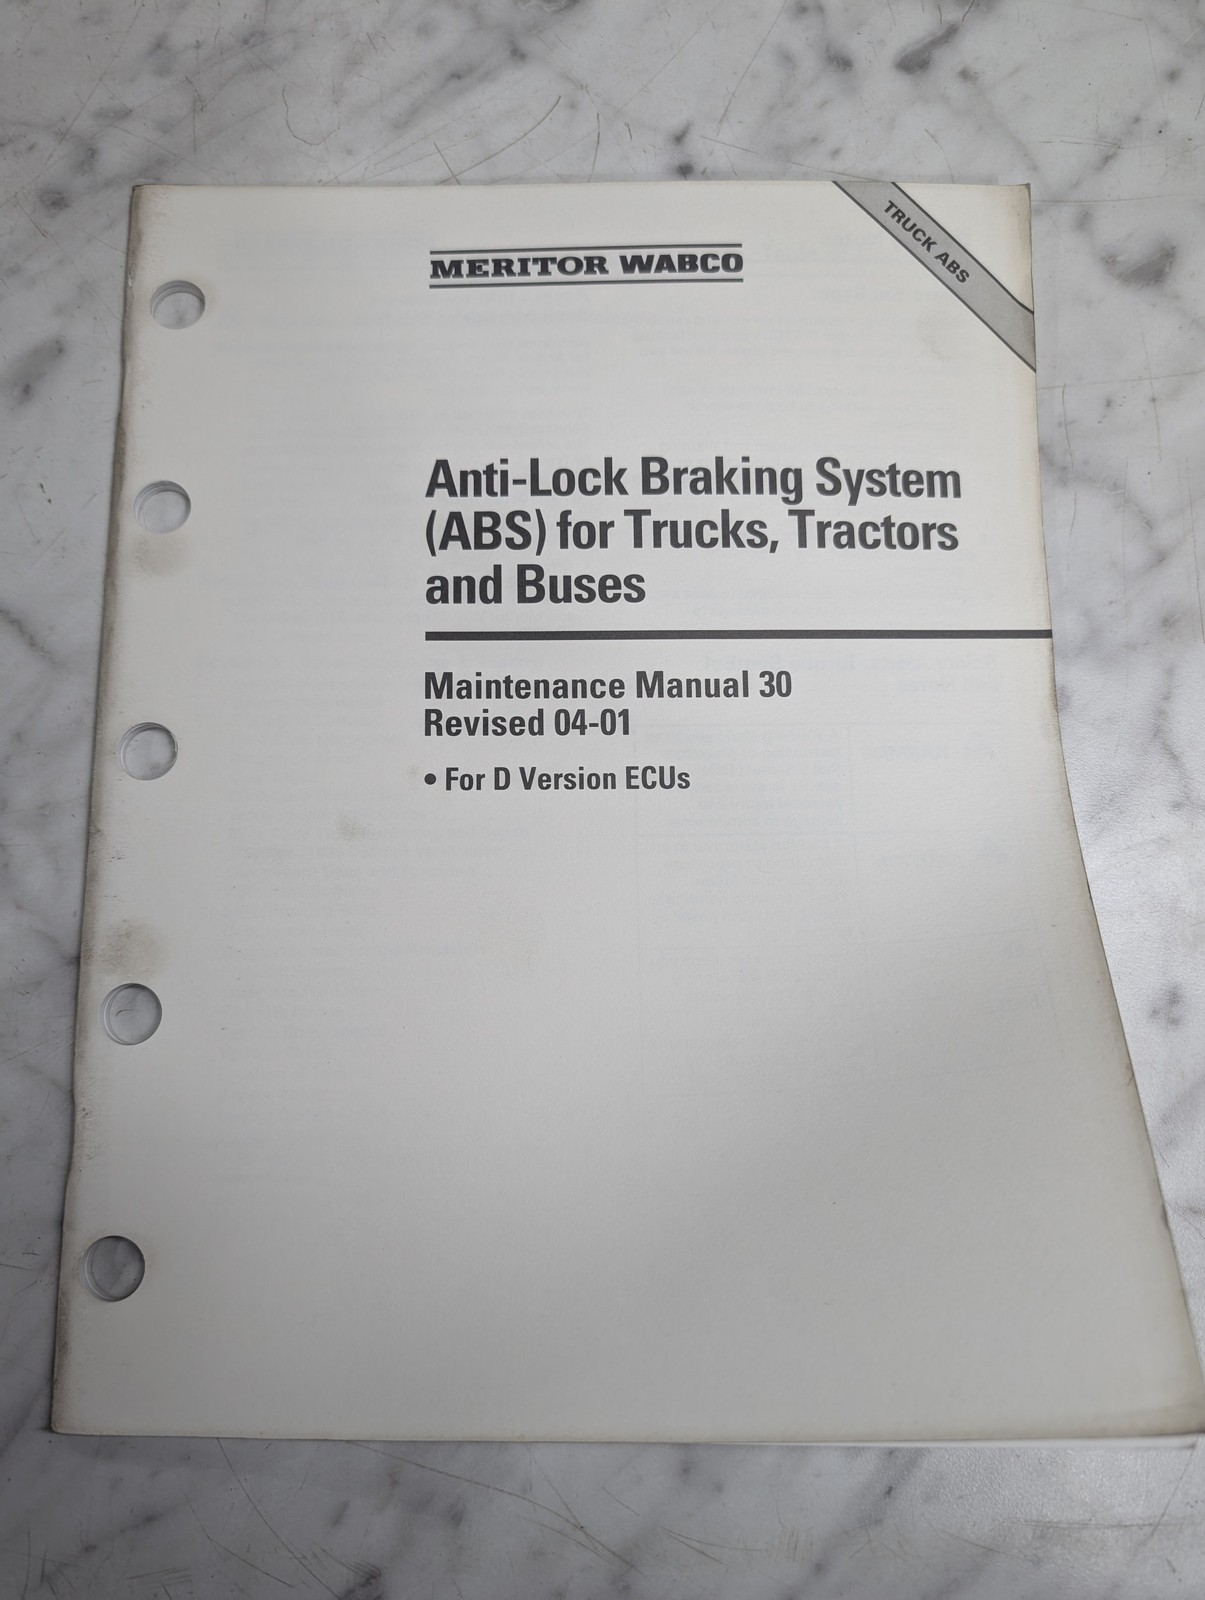 MERITOR WABCO
TRUCK ABS
Anti-Lock Braking System
(ABS) for Trucks, Tractors
and Buses
Maintenance Manual 30
Revised 04-01
• For D Version ECUs